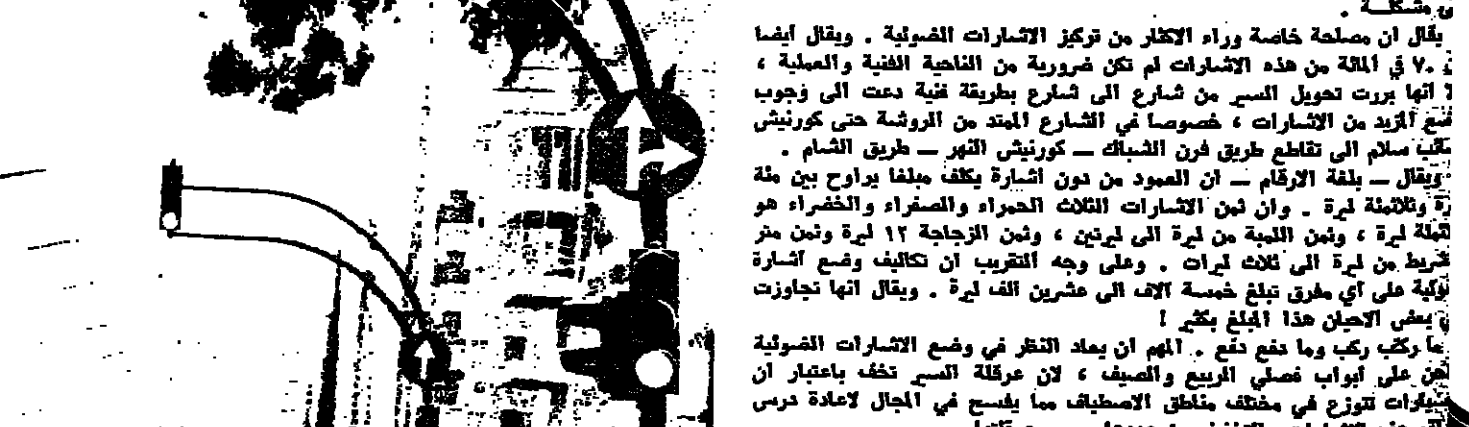 مشكلـــة .
يقال ان مصلحة خاصة وراء الاكثار من تركيز الاشارات الضوئية . ويقال ايضا
٧٠ في المائة من هذه الاشارات لم تكن ضرورية من الناحية الفنية والعملية ،
انها بررت تحويل السير من شارع الى شارع بطريقة فنية دعت الى وجوب
المزيد من الاشارات ، خصوصا في الشارع الممتد من الروشة حتى كورنيش
سلام الى تقاطع طريق فرن الشباك — كورنيش النهر — طريق الشام .
ويقال — بلغة الارقام — ان العمود من دون اشارة يكلف مبلغا يراوح بين مئة
وثلاثمئة ليرة . وان ثمن الاشارات الثلاث الحمراء والصفراء والخضراء هو
ليرة ، وثمن اللمبة من ليرة الى ليرتين ، وثمن الزجاجة ١٢ ليرة وثمن متر
من ليرة الى ثلاث ليرات . وعلى وجه التقريب ان تكاليف وضع اشارة
على اي مفرق تبلغ خمسة آلاف الى عشرين الف ليرة . ويقال انها تجاوزت
بعض الاحيان هذا المبلغ بكثير !
ما ركب ركب وما دفع دفع . المهم ان يعاد النظر في وضع الاشارات الضوئية
على ابواب فصلي الربيع والصيف ، لان عرقلة السير تخف باعتبار ان
تتوزع في مختلف مناطق الاصطياف مما يفسح في المجال لاعادة درس